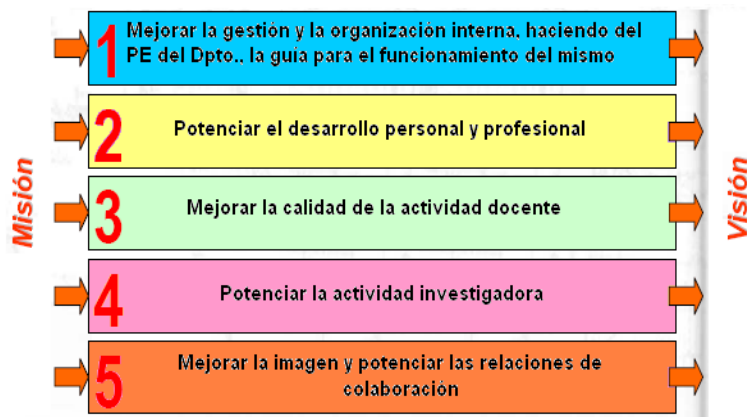 Misión
1
Mejorar la gestión y la organización interna, haciendo del
PE del Dpto., la guía para el funcionamiento del mismo
2
Potenciar el desarrollo personal y profesional
3
Mejorar la calidad de la actividad docente
4
Potenciar la actividad investigadora
5
Mejorar la imagen y potenciar las relaciones de
colaboración
Visión